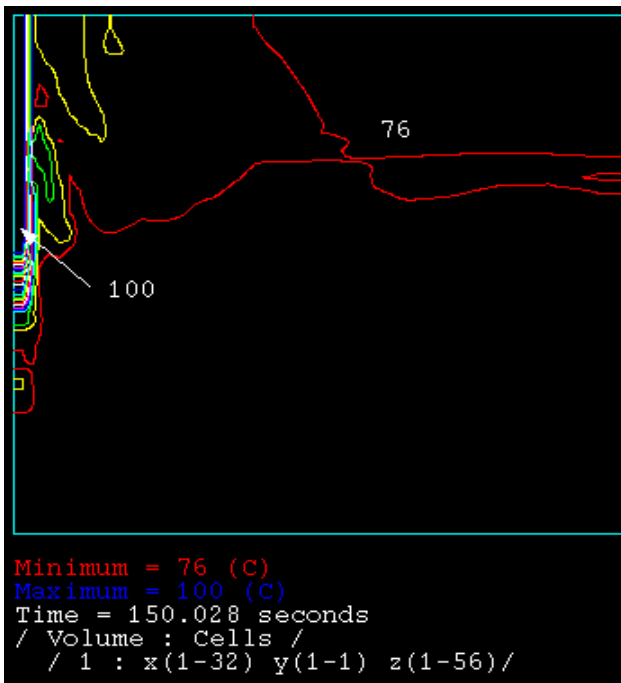 76
100
Minimum = 76 (C)
Maximum = 100 (C)
Time = 150.028 seconds
/ Volume : Cells /
/ 1 : x(1-32) y(1-1) z(1-56)/